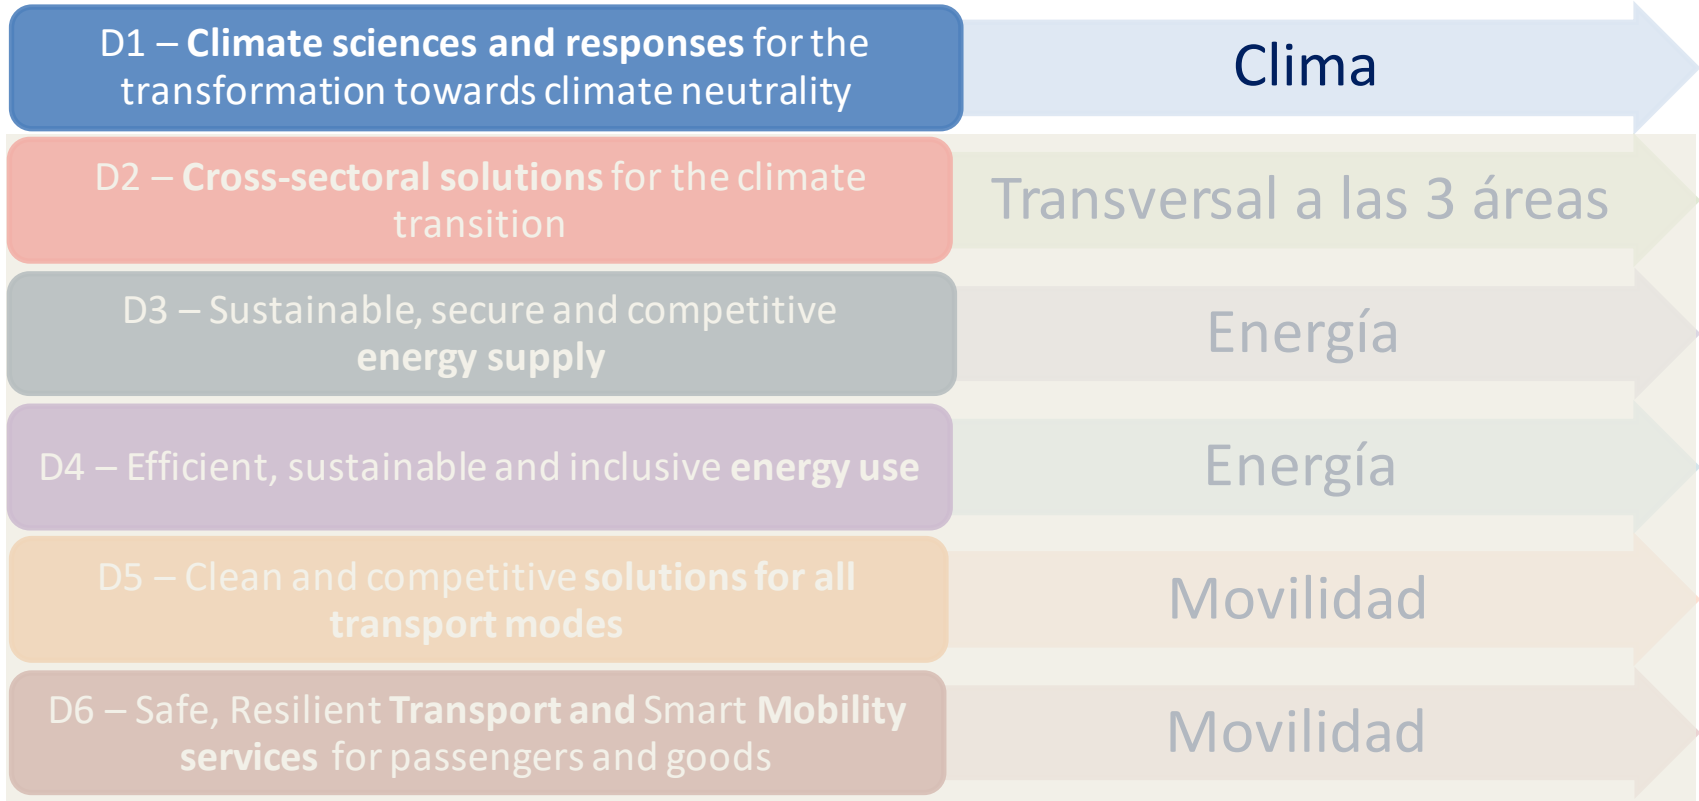 D1 – Climate sciences and responses for the
transformation towards climate neutrality
Clima
D2 – Cross-sectoral solutions for the climate
transition
Transversal a las 3 áreas
D3 – Sustainable, secure and competitive
energy supply
Energía
D4 – Efficient, sustainable and inclusive energy use
Energía
D5 – Clean and competitive solutions for all
transport modes
Movilidad
D6 – Safe, Resilient Transport and Smart Mobility
services for passengers and goods
Movilidad